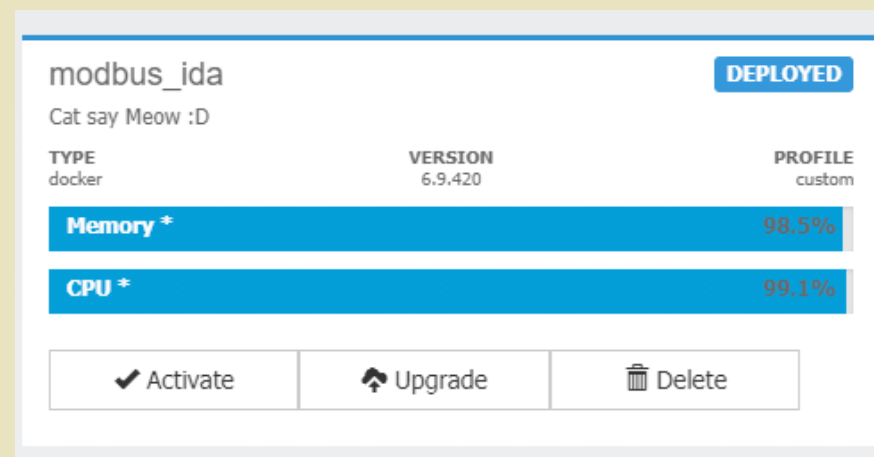 modbus_ida DEPLOYED
Cat say Meow :D
TYPE VERSION PROFILE
docker 6.9.420 custom
Memory * 98.5%
CPU * 99.1%
Activate Upgrade Delete